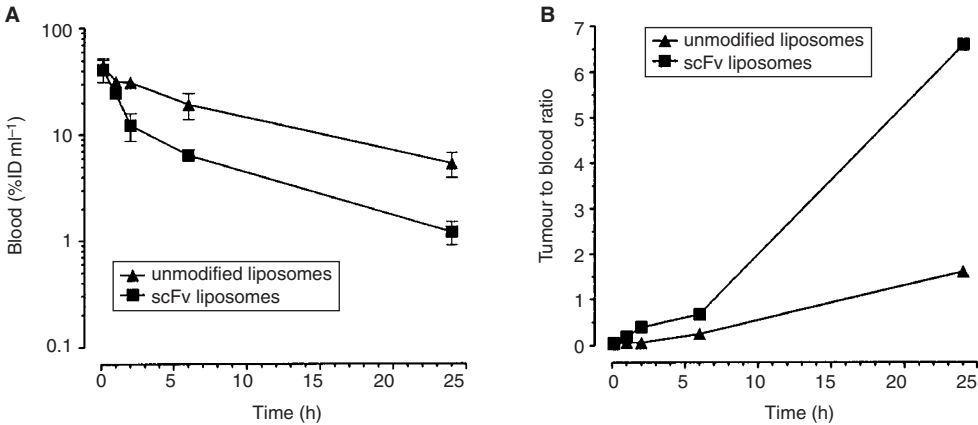 A
100
10
1
0.1
Blood (%ID ml⁻¹)
unmodified liposomes
scFv liposomes
0 5 10 15 20 25
Time (h)
B
7
6
5
4
3
2
1
0
Tumour to blood ratio
unmodified liposomes
scFv liposomes
0 5 10 15 20 25
Time (h)